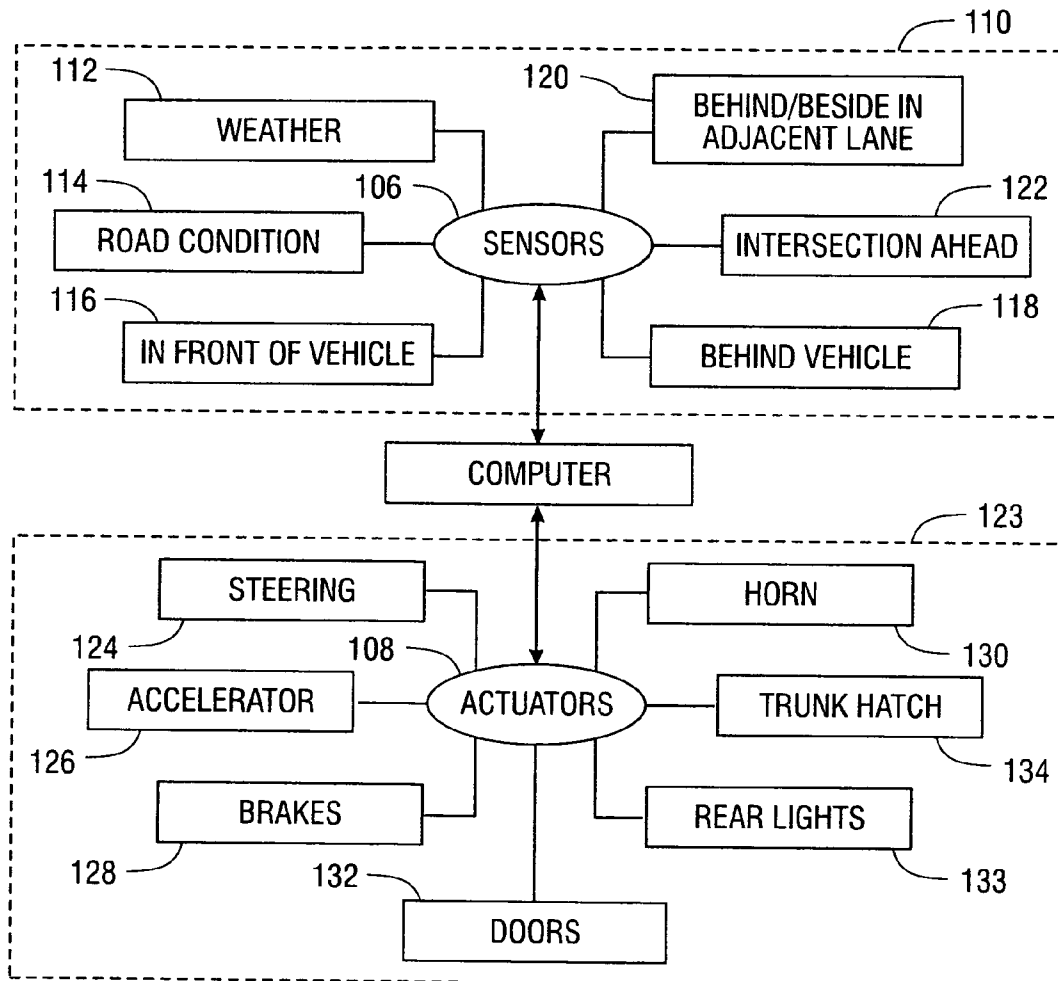 110
112
WEATHER
120
BEHIND/BESIDE IN
ADJACENT LANE
114
ROAD CONDITION
106
SENSORS
122
INTERSECTION AHEAD
116
IN FRONT OF VEHICLE
118
BEHIND VEHICLE
COMPUTER
123
STEERING
124
HORN
130
108
ACTUATORS
ACCELERATOR
126
TRUNK HATCH
134
BRAKES
128
REAR LIGHTS
133
132
DOORS